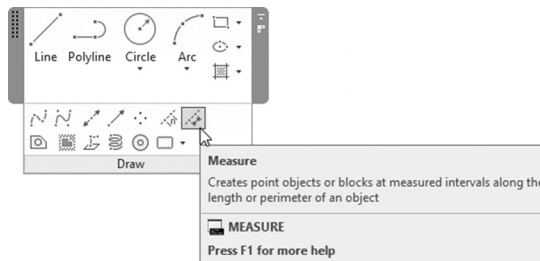 Line Polyline Circle Arc
Draw
Measure
Creates point objects or blocks at measured intervals along the
length or perimeter of an object
MEASURE
Press F1 for more help